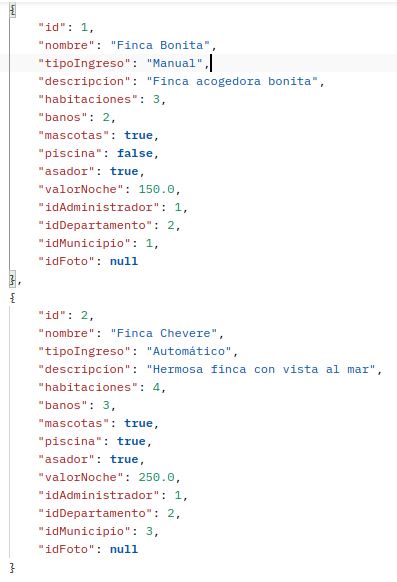 {
"id": 1,
"nombre": "Finca Bonita",
"tipoIngreso": "Manual",
"descripcion": "Finca acogedora bonita",
"habitaciones": 3,
"banos": 2,
"mascotas": true,
"piscina": false,
"asador": true,
"valorNoche": 150.0,
"idAdministrador": 1,
"idDepartamento": 2,
"idMunicipio": 1,
"idFoto": null
},
{
"id": 2,
"nombre": "Finca Chevere",
"tipoIngreso": "Automático",
"descripcion": "Hermosa finca con vista al mar",
"habitaciones": 4,
"banos": 3,
"mascotas": true,
"piscina": true,
"asador": true,
"valorNoche": 250.0,
"idAdministrador": 1,
"idDepartamento": 2,
"idMunicipio": 3,
"idFoto": null
}